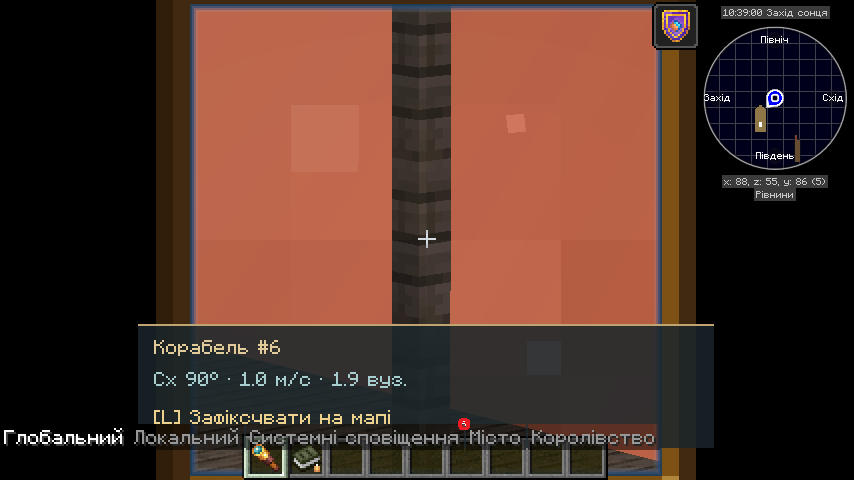 10:39:00 Захід сонця
Північ
Захід
Схід
Південь
x: 88, z: 55, y: 86 (5)
Рівнини
Корабель #6
Сх 90° · 1.0 м/с · 1.9 вуз.
[L] Зафіксувати на мапі
Глобальний Локальний Системні сповіщення Місто Королівство